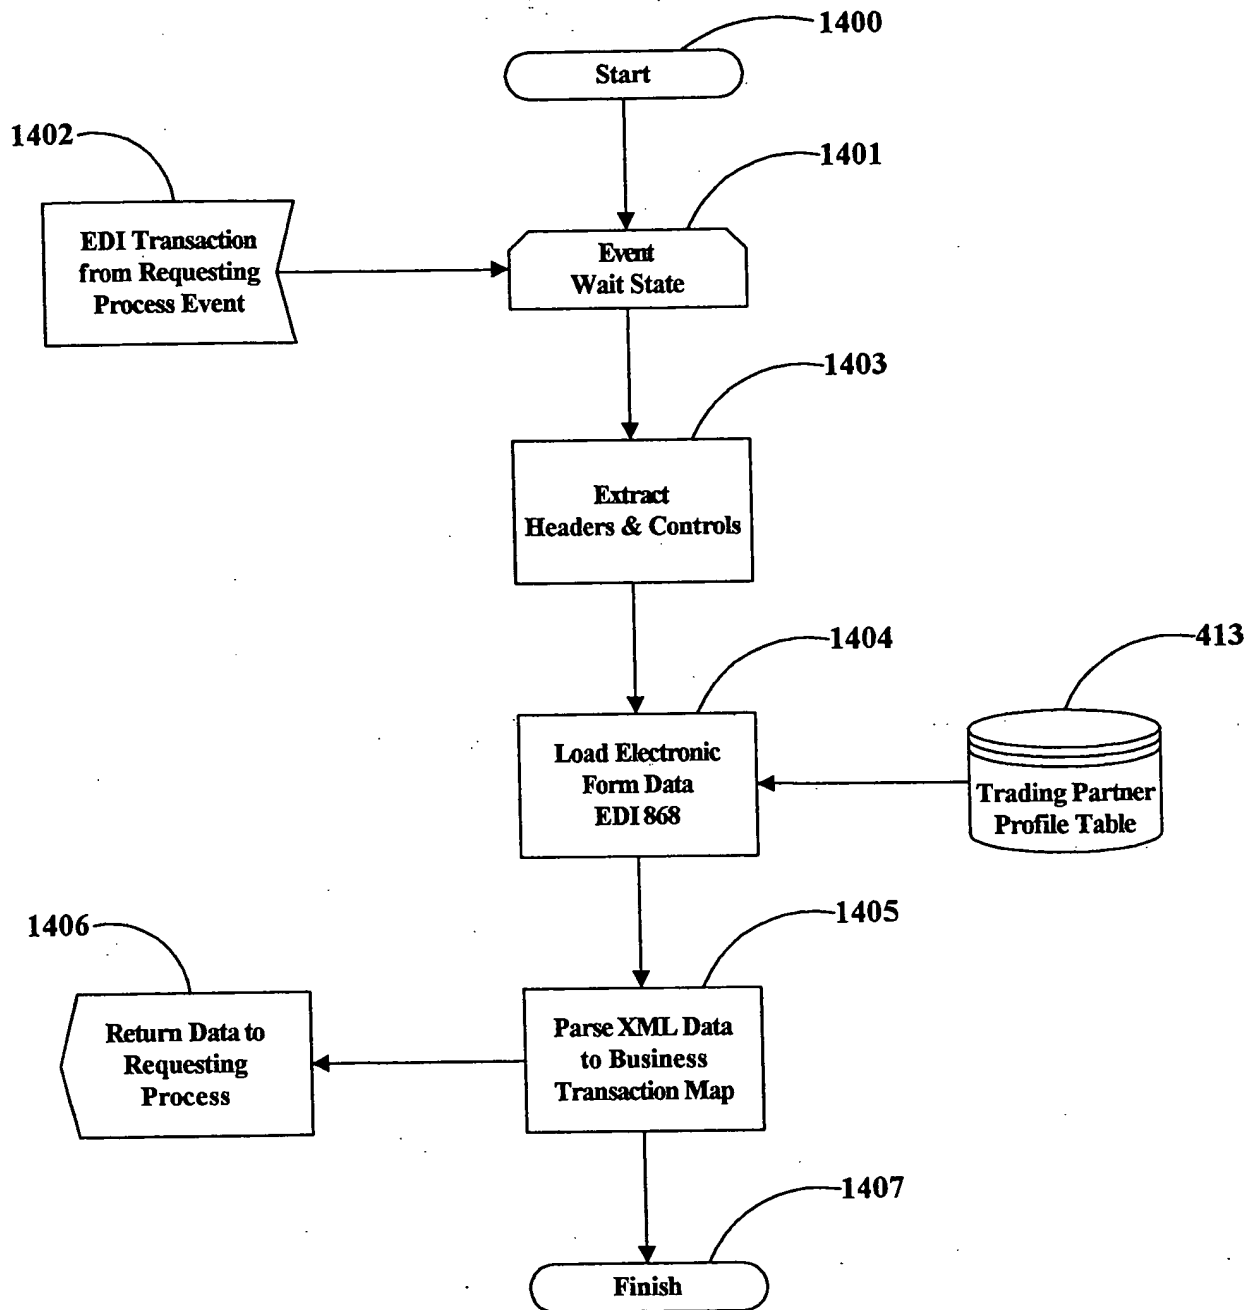 1400
Start
1402
1401
EDI Transaction
from Requesting
Process Event
Event
Wait State
1403
Extract
Headers & Controls
1404
413
Load Electronic
Form Data
EDI 868
Trading Partner
Profile Table
1406
1405
Return Data to
Requesting
Process
Parse XML Data
to Business
Transaction Map
1407
Finish